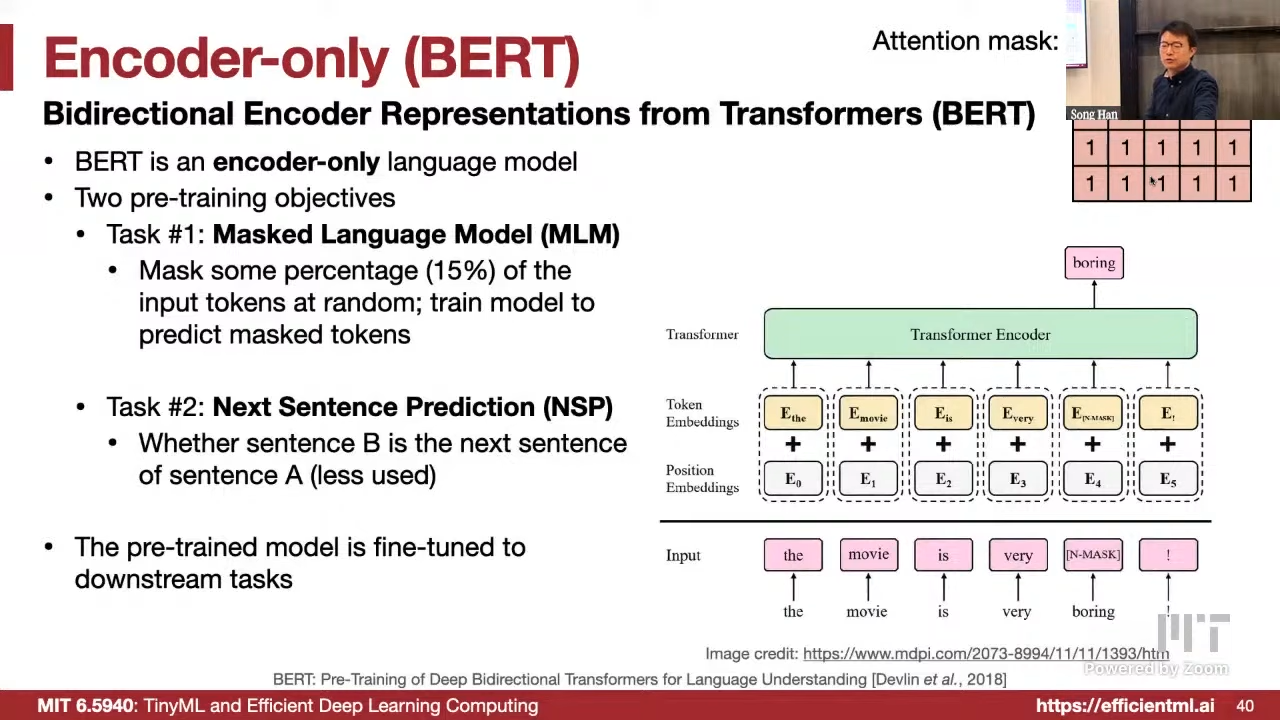 Encoder-only (BERT)
Attention mask:
Song Han
Bidirectional Encoder Representations from Transformers (BERT)
1 1 1 1 1
1 1 1 1 1
• BERT is an encoder-only language model
• Two pre-training objectives
• Task #1: Masked Language Model (MLM)
• Mask some percentage (15%) of the
input tokens at random; train model to
predict masked tokens
• Task #2: Next Sentence Prediction (NSP)
• Whether sentence B is the next sentence
of sentence A (less used)
• The pre-trained model is fine-tuned to
downstream tasks
boring
Transformer
Transformer Encoder
Token
Embeddings
Ethe Emovie Eis Every E[N-MASK] E!
+ + + + + +
Position
Embeddings
E0 E1 E2 E3 E4 E5
Input
the movie is very [N-MASK] !
the movie is very boring !
MIT
Powered by Zoom
Image credit: https://www.mdpi.com/2073-8994/11/11/1393/htm
BERT: Pre-Training of Deep Bidirectional Transformers for Language Understanding [Devlin et al., 2018]
MIT 6.5940: TinyML and Efficient Deep Learning Computing
https://efficientml.ai
40